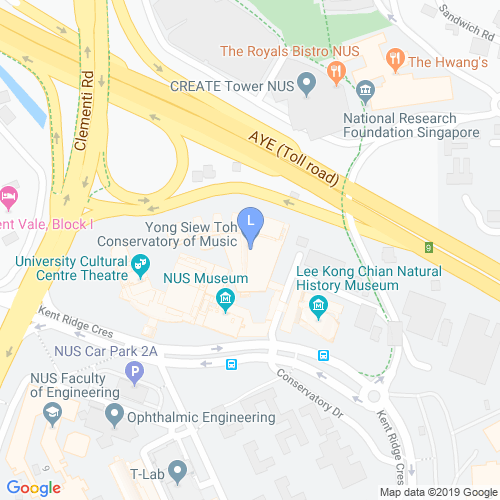 Sandwich Rd
The Royals Bistro NUS
The Hwang's
CREATE Tower NUS
Clementi Rd
National Research
Foundation Singapore
AYE (Toll road)
ent Vale, Block I
L
Yong Siew Toh
Conservatory of Music
9
University Cultural
Centre Theatre
NUS Museum
Lee Kong Chian Natural
History Museum
Kent Ridge Cres
NUS Car Park 2A
P
NUS Faculty
of Engineering
Conservatory Dr
Ophthalmic Engineering
Kent Ridge Cres
9
T-Lab
Google
Map data ©2019 Google